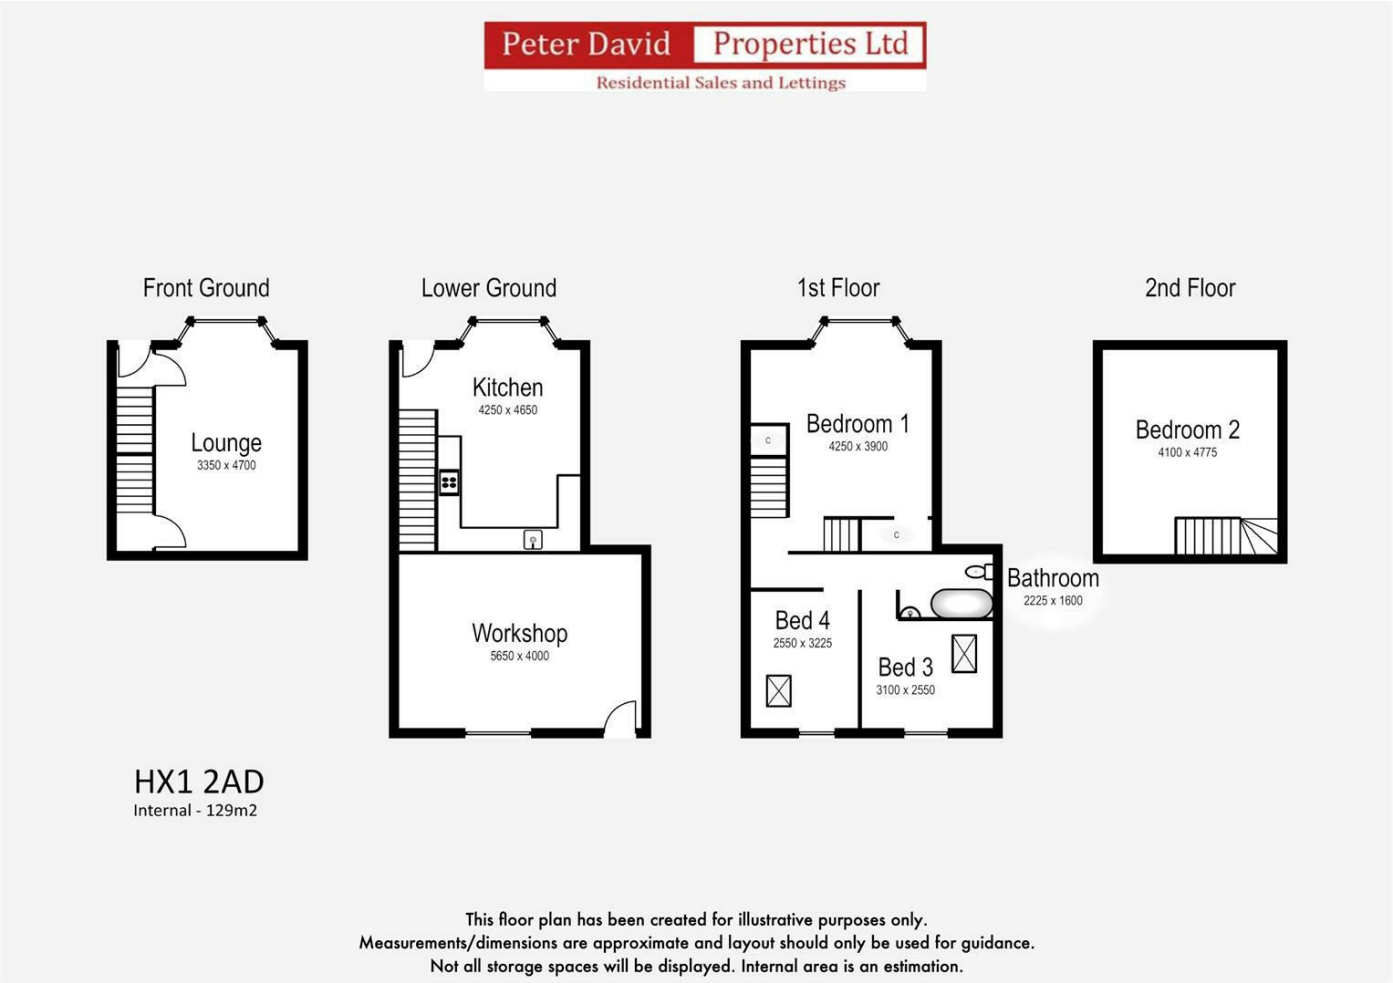 Peter David Properties Ltd
Residential Sales and Lettings
Front Ground
Lower Ground
1st Floor
2nd Floor
Lounge
3350 x 4700
Kitchen
4250 x 4650
Workshop
5650 x 4000
C
Bedroom 1
4250 x 3900
C
Bathroom
2225 x 1600
Bed 4
2550 x 3225
Bed 3
3100 x 2550
Bedroom 2
4100 x 4775
HX1 2AD
Internal - 129m2
This floor plan has been created for illustrative purposes only.
Measurements/dimensions are approximate and layout should only be used for guidance.
Not all storage spaces will be displayed. Internal area is an estimation.